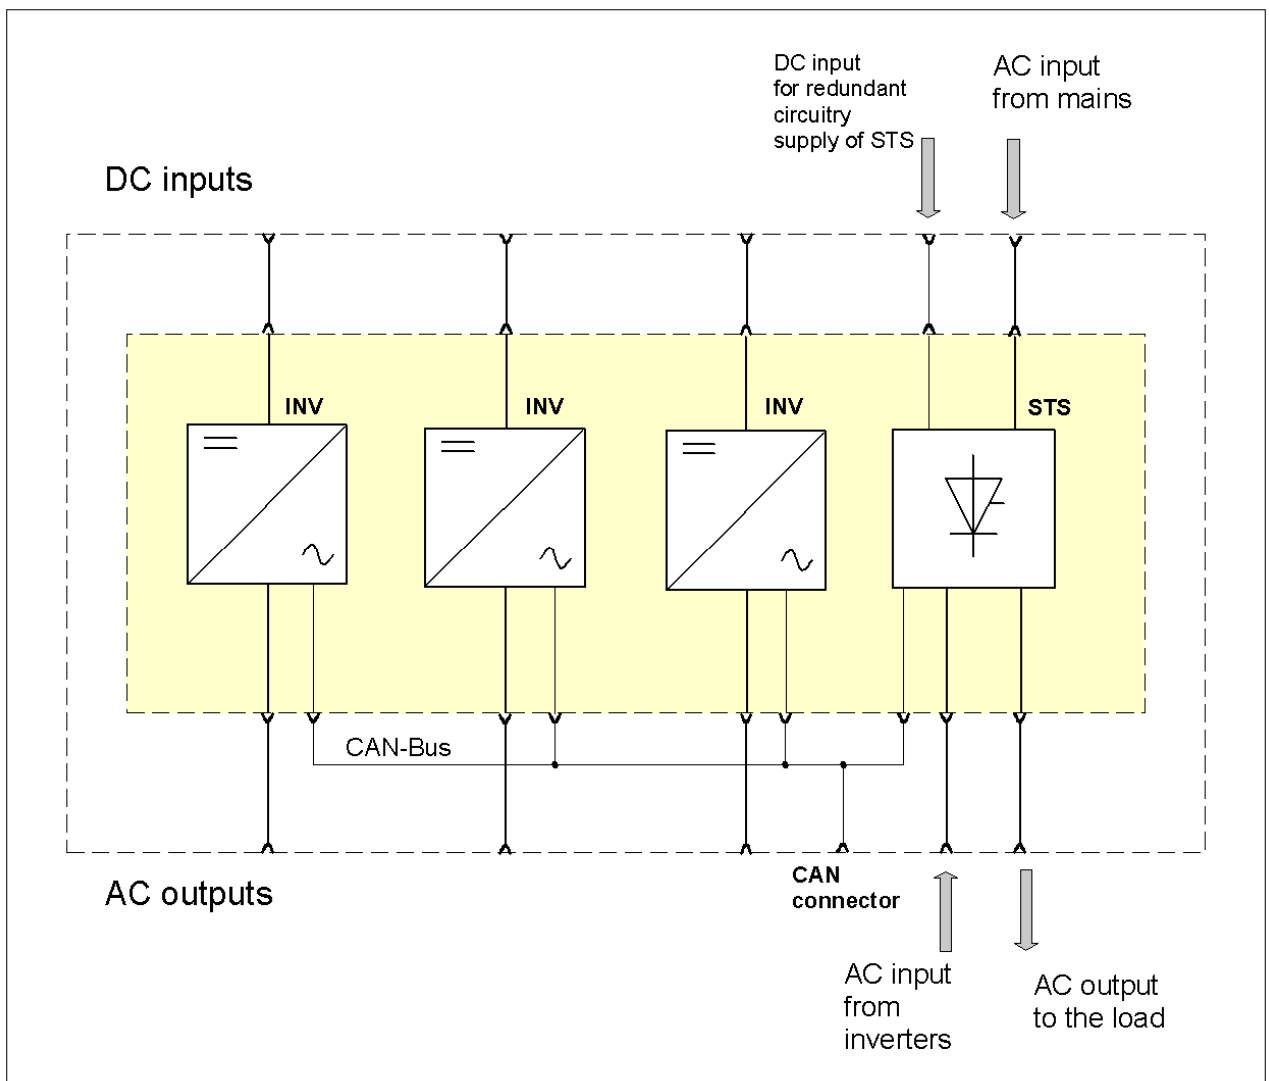 DC input
for redundant
circuitry
supply of STS
AC input
from mains
DC inputs
INV
INV
INV
STS
CAN-Bus
CAN
connector
AC outputs
AC input
from
inverters
AC output
to the load